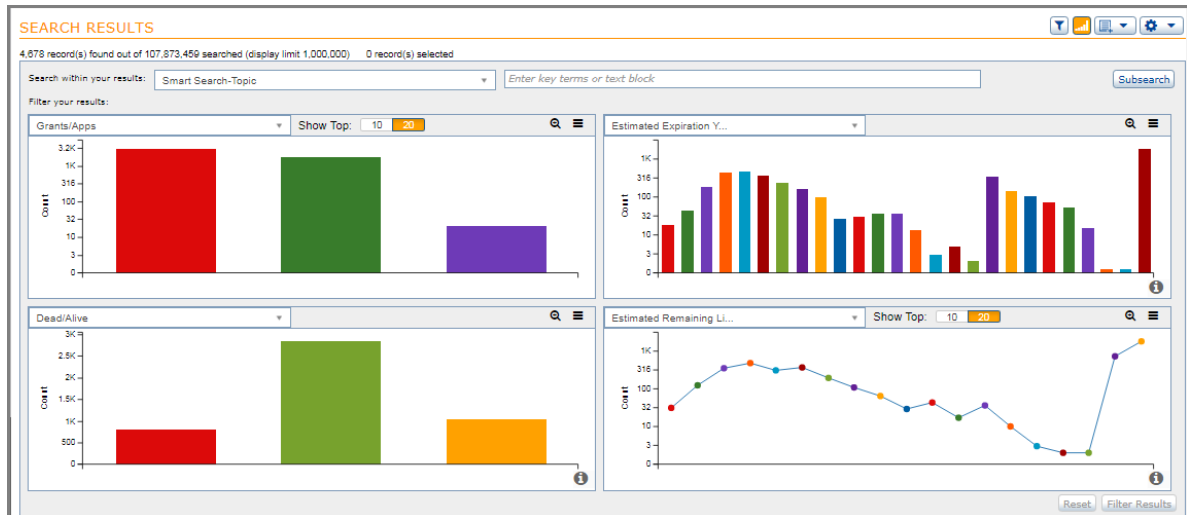 SEARCH RESULTS
4,678 record(s) found out of 107,873,459 searched (display limit 1,000,000) 0 record(s) selected
Search within your results: Smart Search-Topic Enter key terms or text block Subsearch
Filter your results:
Grants/Apps Show Top: 10 20
Count
3.2K
1K
316
100
32
10
3
0
Estimated Expiration Y...
Count
1K
316
100
32
10
3
0
Dead/Alive
Count
3K
2.5K
2K
1.5K
1K
500
0
Estimated Remaining Li... Show Top: 10 20
Count
1K
316
100
32
10
3
0
Reset Filter Results